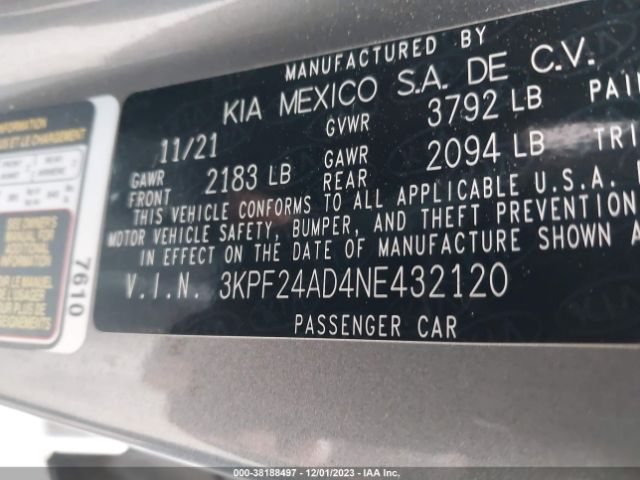 MANUFACTURED BY
KIA MEXICO S.A. DE C.V.
11/21 GVWR 3792 LB
GAWR FRONT 2183 LB GAWR REAR 2094 LB
THIS VEHICLE CONFORMS TO ALL APPLICABLE U.S.A.
MOTOR VEHICLE SAFETY, BUMPER, AND THEFT PREVENTION
IN EFFECT ON THE DATE OF MANUFACTURE SHOWN
V.I.N. 3KPF24AD4NE432120
PASSENGER CAR
7610
000-38188497 - 12/01/2023 - IAA Inc.